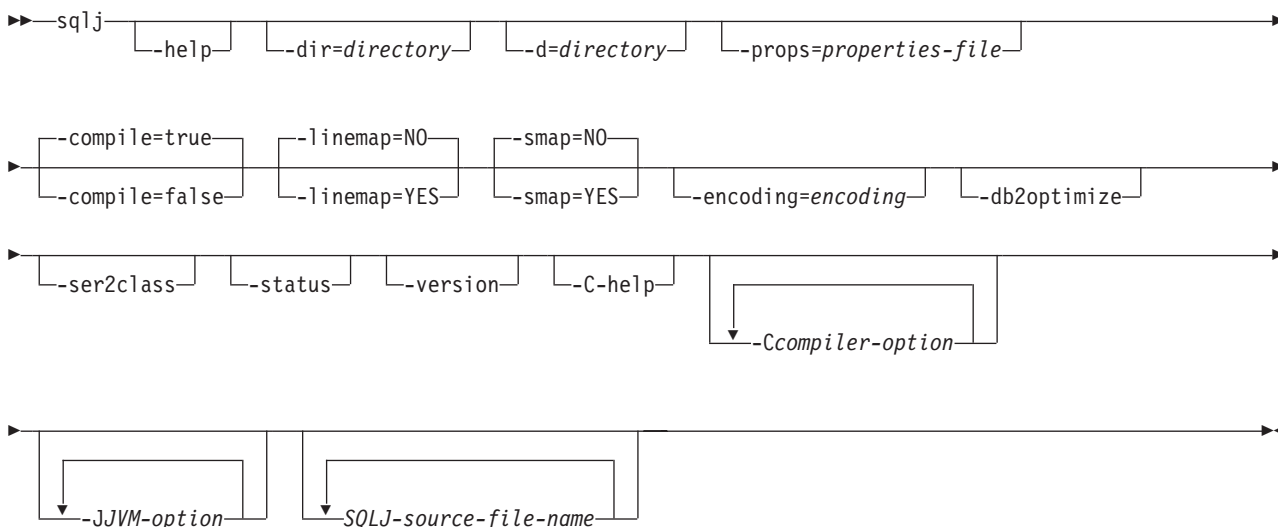 sqlj
-help -dir=directory -d=directory -props=properties-file
-compile=true -linemap=NO -smap=NO
-compile=false -linemap=YES -smap=YES -encoding=encoding -db2optimize
-ser2class -status -version -C-help
-Ccompiler-option
-JJVM-option SQLJ-source-file-name